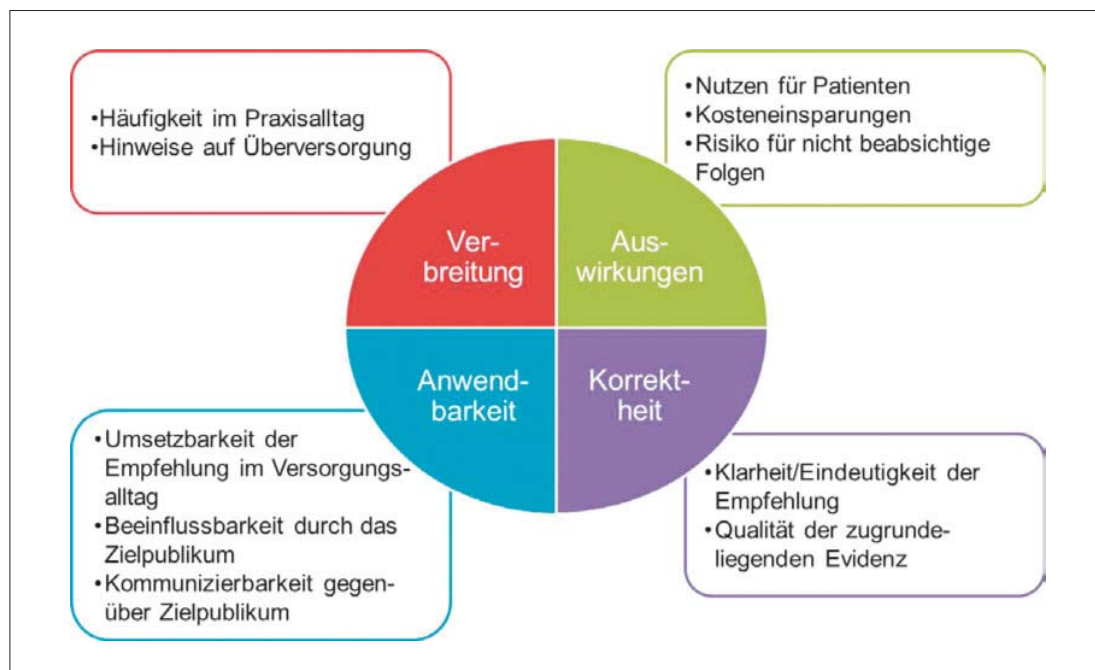 •Häufigkeit im Praxisalltag
•Hinweise auf Überversorgung
•Nutzen für Patienten
•Kosteneinsparungen
•Risiko für nicht beabsichtige
Folgen
Ver-
breitung
Aus-
wirkungen
Anwend-
barkeit
Korrekt-
heit
•Umsetzbarkeit der
Empfehlung im Versorgungs-
alltag
•Beeinflussbarkeit durch das
Zielpublikum
•Kommunizierbarkeit gegen-
über Zielpublikum
•Klarheit/Eindeutigkeit der
Empfehlung
•Qualität der zugrunde-
liegenden Evidenz